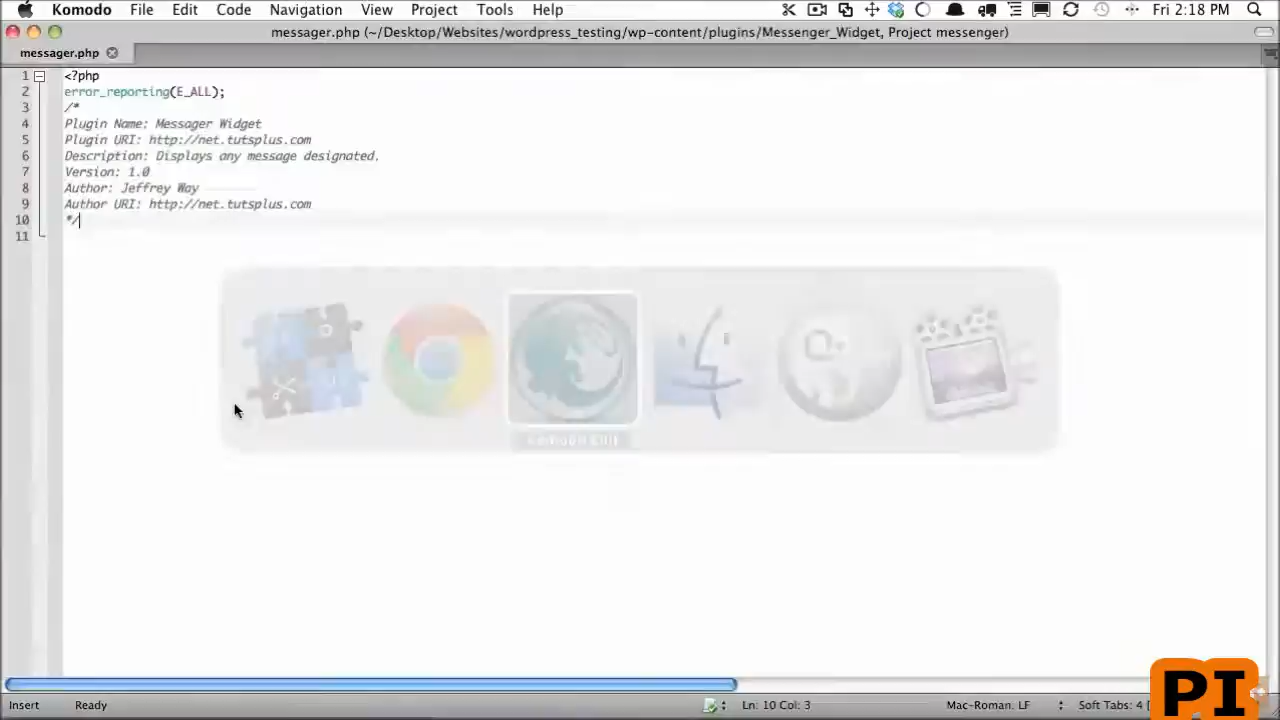 Komodo File Edit Code Navigation View Project Tools Help Fri 2:18 PM
messager.php (~/Desktop/Websites/wordpress_testing/wp-content/plugins/Messenger_Widget, Project messenger)
messager.php
1 <?php
2 error_reporting(E_ALL);
3 /*
4 Plugin Name: Messager Widget
5 Plugin URI: http://net.tutsplus.com
6 Description: Displays any message designated.
7 Version: 1.0
8 Author: Jeffrey Way
9 Author URI: http://net.tutsplus.com
10 */
11
Komodo Edit
Insert Ready Ln: 10 Col: 3 Mac-Roman. LF Soft Tabs: 4
PI